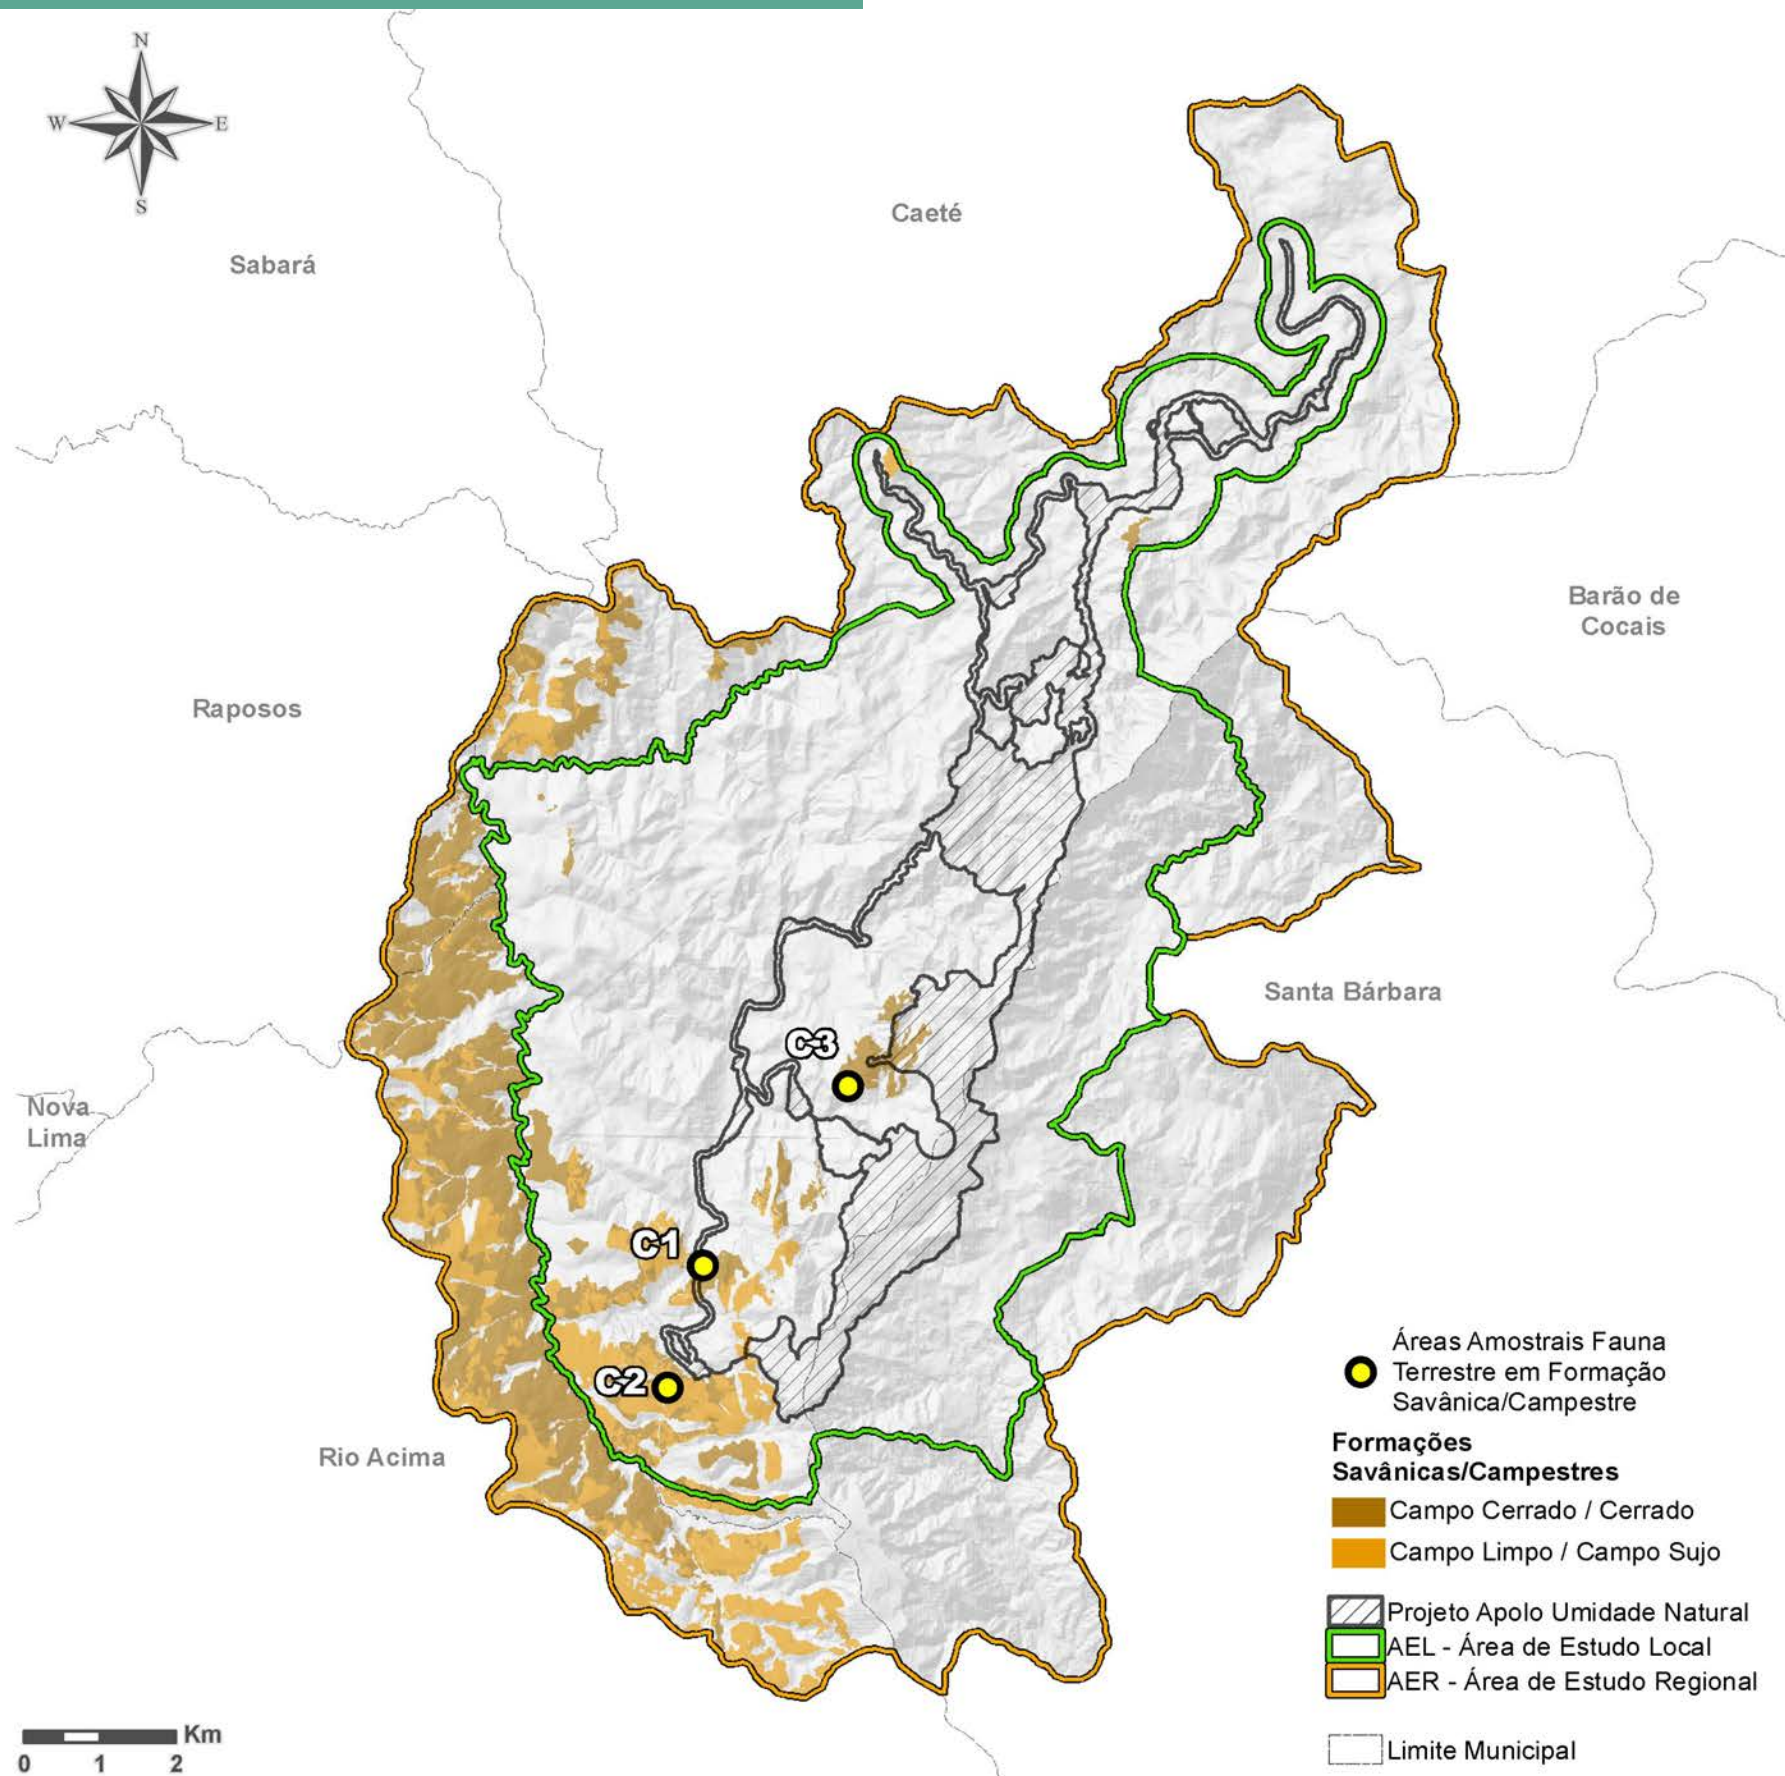 N
W E
S
Caeté
Sabará
Barão de
Cocais
Raposos
Santa Bárbara
C3
Nova
Lima
C1
C2
Rio Acima
Áreas Amostrais Fauna
Terrestre em Formação
Savânica/Campestre
Formações
Savânicas/Campestres
Campo Cerrado / Cerrado
Campo Limpo / Campo Sujo
Projeto Apolo Umidade Natural
AEL - Área de Estudo Local
AER - Área de Estudo Regional
Limite Municipal
Km
0 1 2